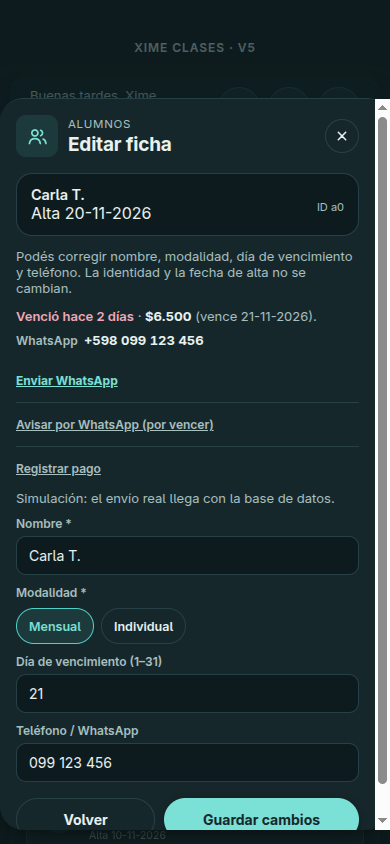 XIME CLASES · V5
Buenas tardes, Xime
ALUMNOS
Editar ficha
Carla T.
Alta 20-11-2026
ID a0
Podés corregir nombre, modalidad, día de vencimiento
y teléfono. La identidad y la fecha de alta no se
cambian.
Venció hace 2 días · $6.500 (vence 21-11-2026).
WhatsApp +598 099 123 456
Enviar WhatsApp
Avisar por WhatsApp (por vencer)
Registrar pago
Simulación: el envío real llega con la base de datos.
Nombre *
Carla T.
Modalidad *
Mensual
Individual
Día de vencimiento (1–31)
21
Teléfono / WhatsApp
099 123 456
Volver
Guardar cambios
Alta 10-11-2026